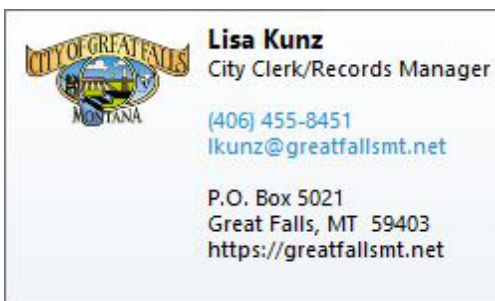 CITY OF GREAT FALLS
MONTANA
Lisa Kunz
City Clerk/Records Manager
(406) 455-8451
lkunz@greatfallsmt.net
P.O. Box 5021
Great Falls, MT  59403
https://greatfallsmt.net